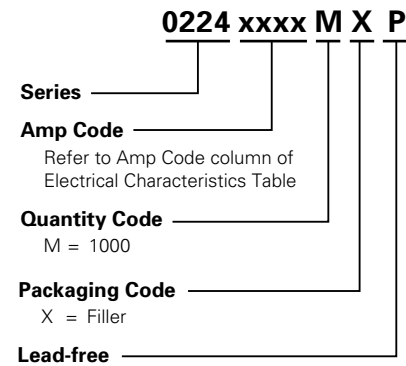 0224 xxxx M X P
Series
Amp Code
Refer to Amp Code column of
Electrical Characteristics Table
Quantity Code
M = 1000
Packaging Code
X = Filler
Lead-free